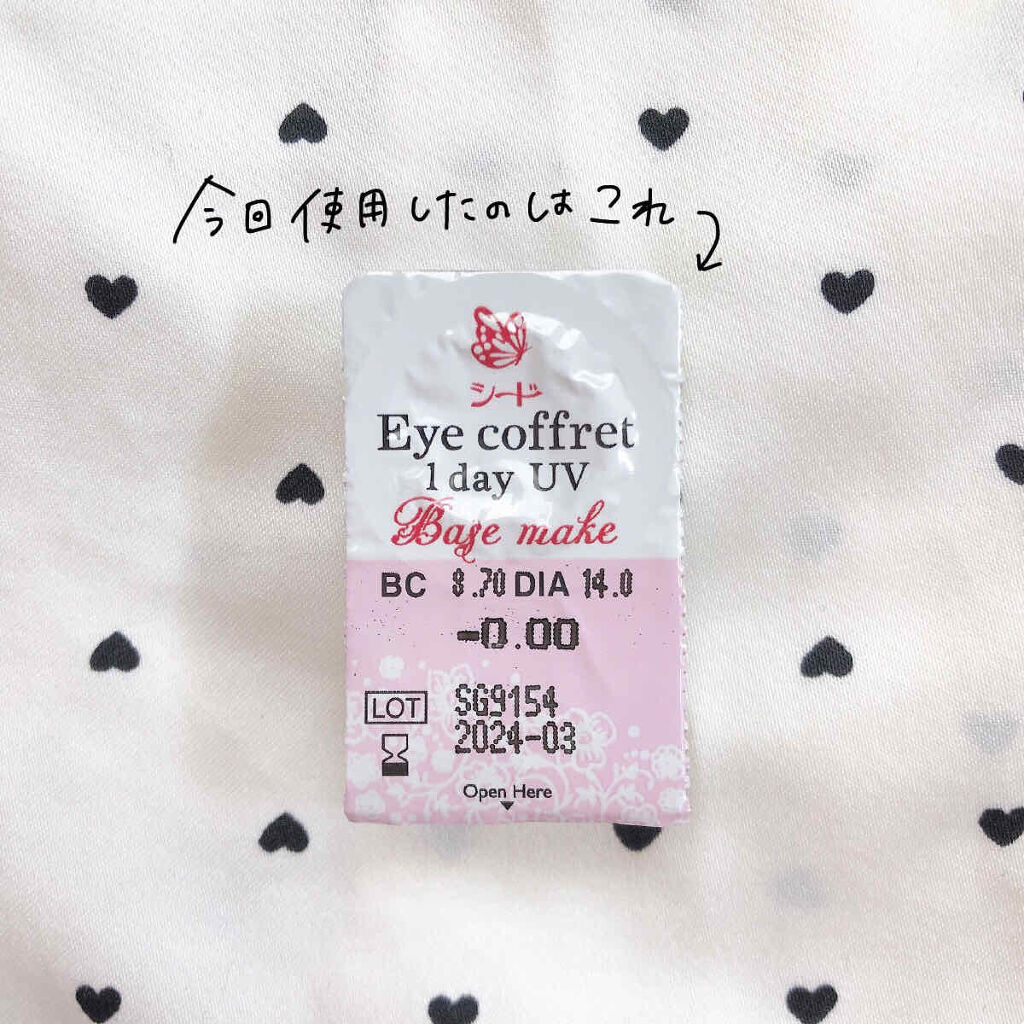 今回使用したのはこれ
シード
Eye coffret
1 day UV
Base make
BC 8.70 DIA 14.0
-0.00
LOT SG9154
2024-03
Open Here